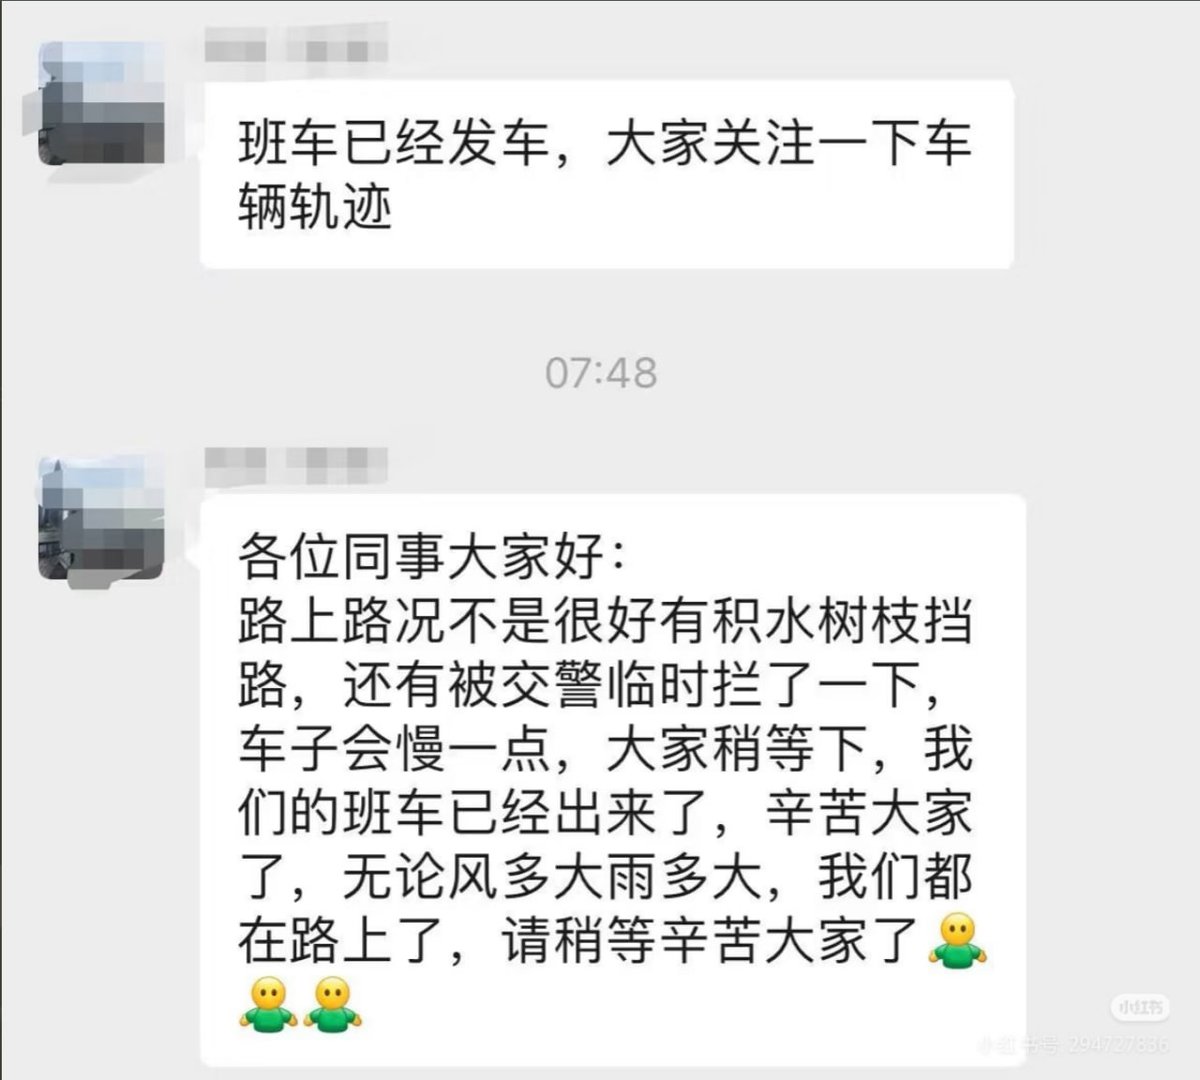 班车已经发车，大家关注一下车
辆轨迹
07:48
各位同事大家好：
路上路况不是很好有积水树枝挡
路，还有被交警临时拦了一下，
车子会慢一点，大家稍等下，我
们的班车已经出来了，辛苦大家
了，无论风多大雨多大，我们都
在路上了，请稍等辛苦大家了
小红书
小红书号 294727836